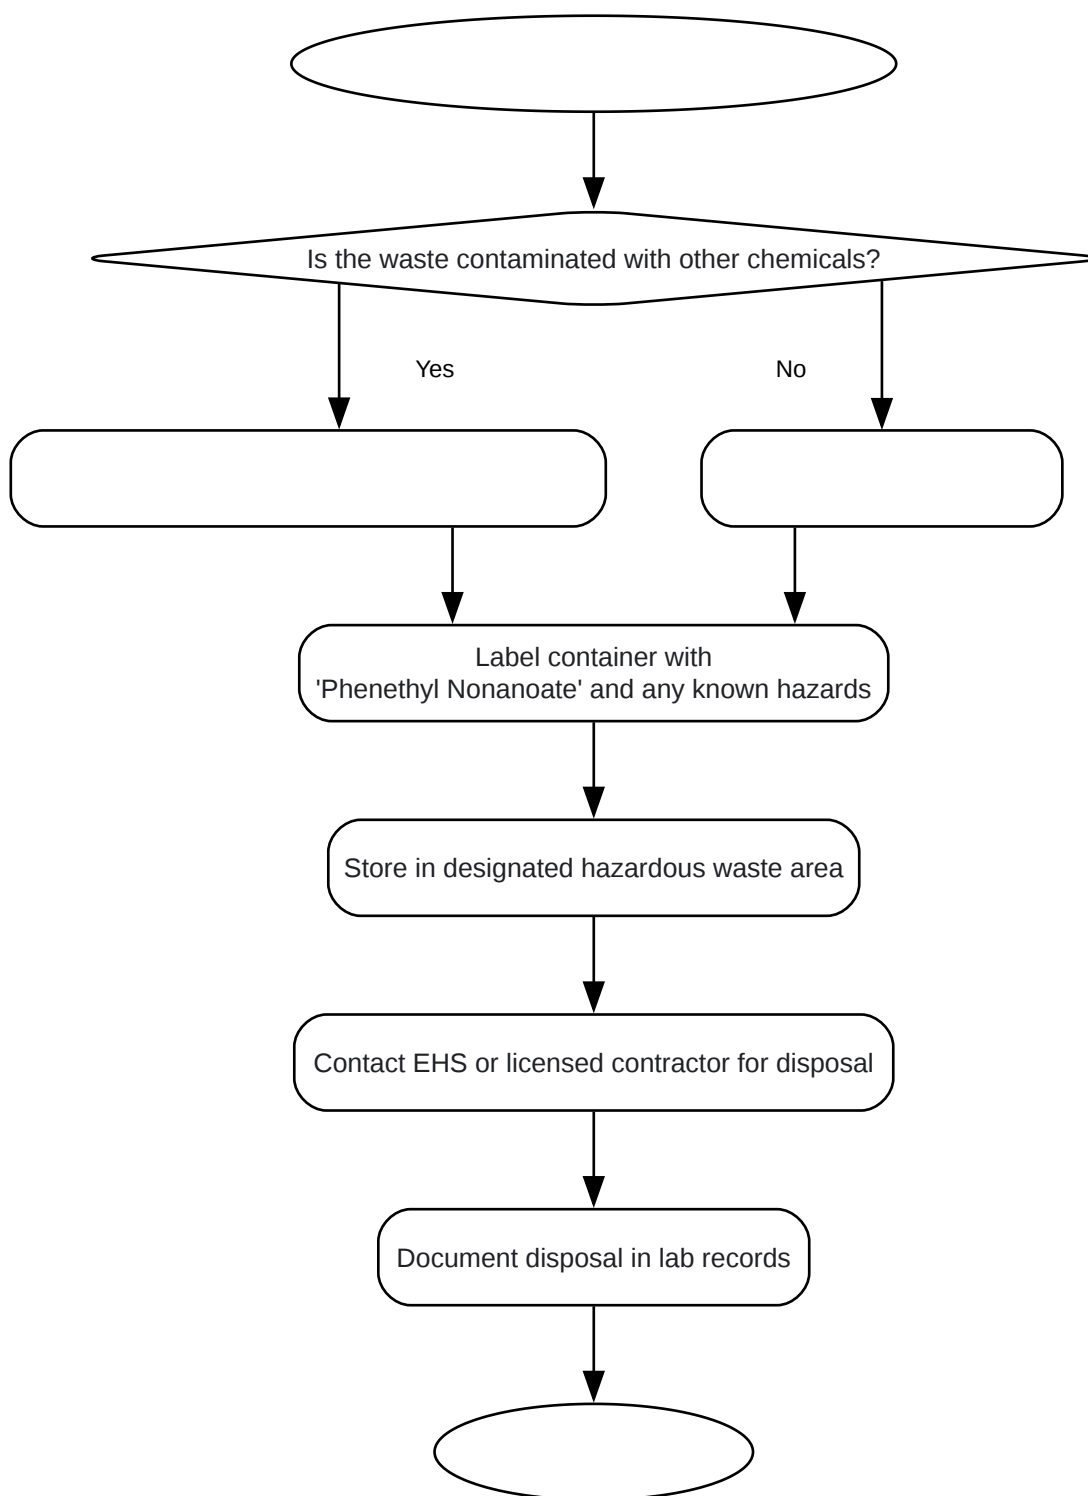 Is the waste contaminated with other chemicals?
Yes
No
Label container with
'Phenethyl Nonanoate' and any known hazards
Store in designated hazardous waste area
Contact EHS or licensed contractor for disposal
Document disposal in lab records